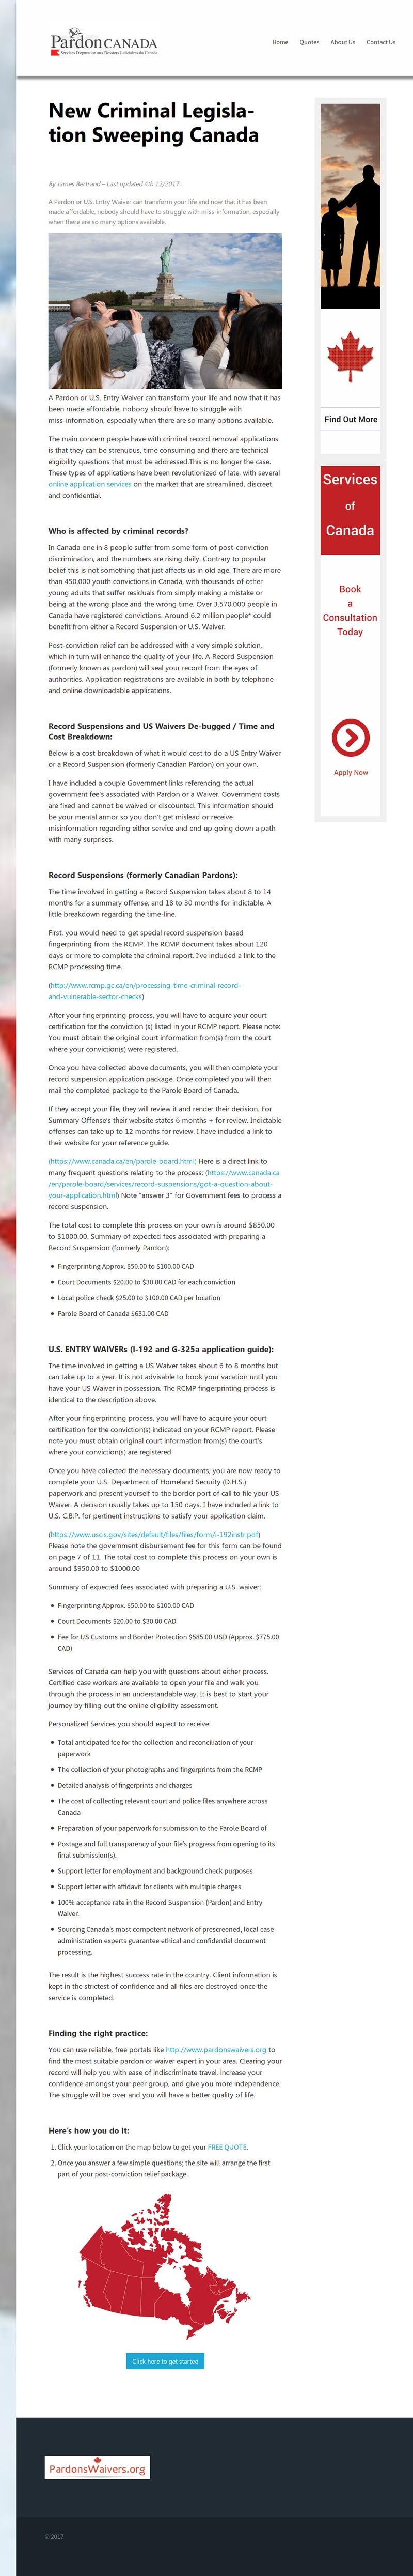 Pardon CANADA
Services d'operation aux Dossiers Judiciaires du Canada
Home
Quotes
About Us
Contact Us
New Criminal Legisla-
tion Sweeping Canada
By James Bertrand – Last updated 4th 12/2017
A Pardon or U.S. Entry Waiver can transform your life and now that it has been
made affordable, nobody should have to struggle with miss-information, especially
when there are so many options available.
A Pardon or U.S. Entry Waiver can transform your life and now that it has
been made affordable, nobody should have to struggle with
miss-information, especially when there are so many options available.
The main concern people have with criminal record removal applications
is that they can be strenuous, time consuming and there are technical
eligibility questions that must be addressed.This is no longer the case.
These types of applications have been revolutionized of late, with several
online application services on the market that are streamlined, discreet
and confidential.
Who is affected by criminal records?
In Canada one in 8 people suffer from some form of post-conviction
discrimination, and the numbers are rising daily. Contrary to popular
belief this is not something that just affects us in old age. There are more
than 450,000 youth convictions in Canada, with thousands of other
young adults that suffer residuals from simply making a mistake or
being at the wrong place and the wrong time. Over 3,570,000 people in
Canada have registered convictions. Around 6.2 million people* could
benefit from either a Record Suspension or U.S. Waiver.
Post-conviction relief can be addressed with a very simple solution,
which in turn will enhance the quality of your life. A Record Suspension
(formerly known as pardon) will seal your record from the eyes of
authorities. Application registrations are available in both by telephone
and online downloadable applications.
Record Suspensions and US Waivers De-bugged / Time and
Cost Breakdown:
Below is a cost breakdown of what it would cost to do a US Entry Waiver
or a Record Suspension (formerly Canadian Pardon) on your own.
I have included a couple Government links referencing the actual
government fee's associated with Pardon or a Waiver. Government costs
are fixed and cannot be waived or discounted. This information should
be your mental armor so you don't get mislead or receive
misinformation regarding either service and end up going down a path
with many surprises.
Record Suspensions (formerly Canadian Pardons):
The time involved in getting a Record Suspension takes about 8 to 14
months for a summary offense, and 18 to 30 months for indictable. A
little breakdown regarding the time-line.
First, you would need to get special record suspension based
fingerprinting from the RCMP. The RCMP document takes about 120
days or more to complete the criminal report. I've included a link to the
RCMP processing time.
(http://www.rcmp.gc.ca/en/processing-time-criminal-record-
and-vulnerable-sector-checks)
After your fingerprinting process, you will have to acquire your court
certification for the conviction (s) listed in your RCMP report. Please note:
You must obtain the original court information from(s) from the court
where your conviction(s) were registered.
Once you have collected above documents, you will then complete your
record suspension application package. Once completed you will then
mail the completed package to the Parole Board of Canada.
If they accept your file, they will review it and render their decision. For
Summary Offense's their website states 6 months + for review. Indictable
offenses can take up to 12 months for review. I have included a link to
their website for your reference guide.
(https://www.canada.ca/en/parole-board.html) Here is a direct link to
many frequent questions relating to the process: (https://www.canada.ca
/en/parole-board/services/record-suspensions/got-a-question-about-
your-application.html) Note "answer 3" for Government fees to process a
record suspension.
The total cost to complete this process on your own is around $850.00
to $1000.00. Summary of expected fees associated with preparing a
Record Suspension (formerly Pardon):
• Fingerprinting Approx. $50.00 to $100.00 CAD
• Court Documents $20.00 to $30.00 CAD for each conviction
• Local police check $25.00 to $100.00 CAD per location
• Parole Board of Canada $631.00 CAD
U.S. ENTRY WAIVERs (I-192 and G-325a application guide):
The time involved in getting a US Waiver takes about 6 to 8 months but
can take up to a year. It is not advisable to book your vacation until you
have your US Waiver in possession. The RCMP fingerprinting process is
identical to the description above.
After your fingerprinting process, you will have to acquire your court
certification for the conviction(s) indicated on your RCMP report. Please
note you must obtain original court information from(s) the court's
where your conviction(s) are registered.
Once you have collected the necessary documents, you are now ready to
complete your U.S. Department of Homeland Security (D.H.S.)
paperwork and present yourself to the border port of call to file your US
Waiver. A decision usually takes up to 150 days. I have included a link to
U.S. C.B.P. for pertinent instructions to satisfy your application claim.
(https://www.uscis.gov/sites/default/files/files/form/i-192instr.pdf)
Please note the government disbursement fee for this form can be found
on page 7 of 11. The total cost to complete this process on your own is
around $950.00 to $1000.00
Summary of expected fees associated with preparing a U.S. waiver:
• Fingerprinting Approx. $50.00 to $100.00 CAD
• Court Documents $20.00 to $30.00 CAD
• Fee for US Customs and Border Protection $585.00 USD (Approx. $775.00
CAD)
Services of Canada can help you with questions about either process.
Certified case workers are available to open your file and walk you
through the process in an understandable way. It is best to start your
journey by filling out the online eligibility assessment.
Personalized Services you should expect to receive:
• Total anticipated fee for the collection and reconciliation of your
paperwork
• The collection of your photographs and fingerprints from the RCMP
• Detailed analysis of fingerprints and charges
• The cost of collecting relevant court and police files anywhere across
Canada
• Preparation of your paperwork for submission to the Parole Board of
• Postage and full transparency of your file's progress from opening to its
final submission(s).
• Support letter for employment and background check purposes
• Support letter with affidavit for clients with multiple charges
• 100% acceptance rate in the Record Suspension (Pardon) and Entry
Waiver.
• Sourcing Canada's most competent network of prescreened, local case
administration experts guarantee ethical and confidential document
processing.
The result is the highest success rate in the country. Client information is
kept in the strictest of confidence and all files are destroyed once the
service is completed.
Finding the right practice:
You can use reliable, free portals like http://www.pardonswaivers.org to
find the most suitable pardon or waiver expert in your area. Clearing your
record will help you with ease of indiscriminate travel, increase your
confidence amongst your peer group, and give you more independence.
The struggle will be over and you will have a better quality of life.
Here's how you do it:
1. Click your location on the map below to get your FREE QUOTE.
2. Once you answer a few simple questions; the site will arrange the first
part of your post-conviction relief package.
Click here to get started
Find Out More
Services
of
Canada
Book
a
Consultation
Today
Apply Now
PardonsWaivers.org
© 2017